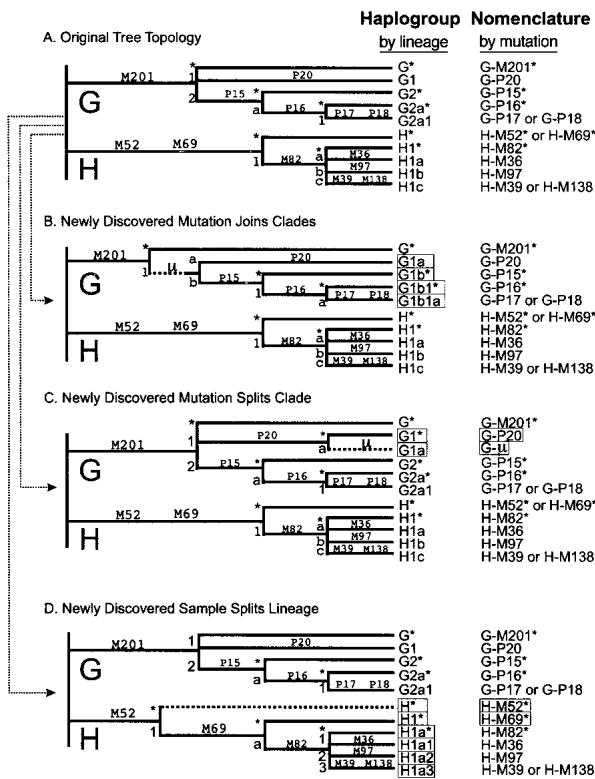 Haplogroup Nomenclature
by lineage by mutation
A. Original Tree Topology
* G* G-M201*
M201 1 P20 G1 G-P20
G 2 P15 * G2* G-P15*
a P16 * G2a* G-P16*
1 P17 P18 G2a1 G-P17 or G-P18
* H* H-M52* or H-M69*
M52 M69 * H1* H-M82*
H 1 M82 a M36 H1a H-M36
b M97 H1b H-M97
c M39 M138 H1c H-M39 or H-M138
B. Newly Discovered Mutation Joins Clades
* G* G-M201*
M201 1 μ a P20 G1a G-P20
G b P15 * G1b* G-P15*
1 P16 * G1b1* G-P16*
a P17 P18 G1b1a G-P17 or G-P18
* H* H-M52* or H-M69*
M52 M69 * H1* H-M82*
H 1 M82 a M36 H1a H-M36
b M97 H1b H-M97
c M39 M138 H1c H-M39 or H-M138
C. Newly Discovered Mutation Splits Clade
* G* G-M201*
1 P20 * G1* G-P20
M201 a μ G1a G-μ
G 2 P15 * G2* G-P15*
a P16 * G2a* G-P16*
1 P17 P18 G2a1 G-P17 or G-P18
* H* H-M52* or H-M69*
M52 M69 * H1* H-M82*
H 1 M82 a M36 H1a H-M36
b M97 H1b H-M97
c M39 M138 H1c H-M39 or H-M138
D. Newly Discovered Sample Splits Lineage
1 G* G-M201*
M201 P20 G1 G-P20
G 2 P15 * G2* G-P15*
a P16 * G2a* G-P16*
1 P17 P18 G2a1 G-P17 or G-P18
M52 * H* H-M52*
H 1 M69 * H1* H-M69*
a M82 * H1a* H-M82*
1 M36 H1a1 H-M36
2 M97 H1a2 H-M97
3 M39 M138 H1a3 H-M39 or H-M138